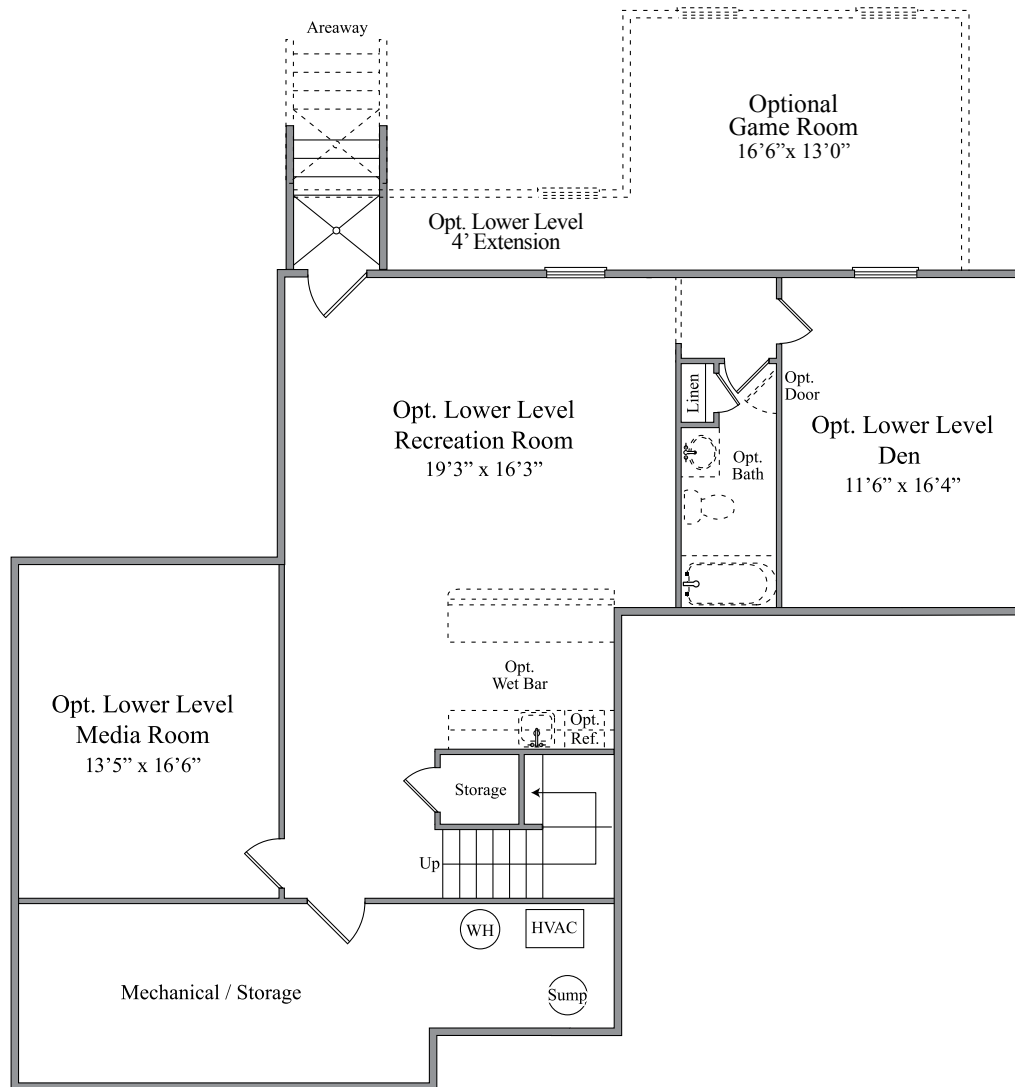 Areaway
Optional
Game Room
16’6”x 13’0”
Opt. Lower Level
4’ Extension
Opt.
Door
Linen
Opt. Lower Level
Recreation Room
19’3” x 16’3”
Opt. Lower Level
Den
11’6” x 16’4”
Opt.
Bath
Opt.
Wet Bar
Opt.
Ref.
Opt. Lower Level
Media Room
13’5” x 16’6”
Storage
Up
WH
HVAC
Mechanical / Storage
Sump